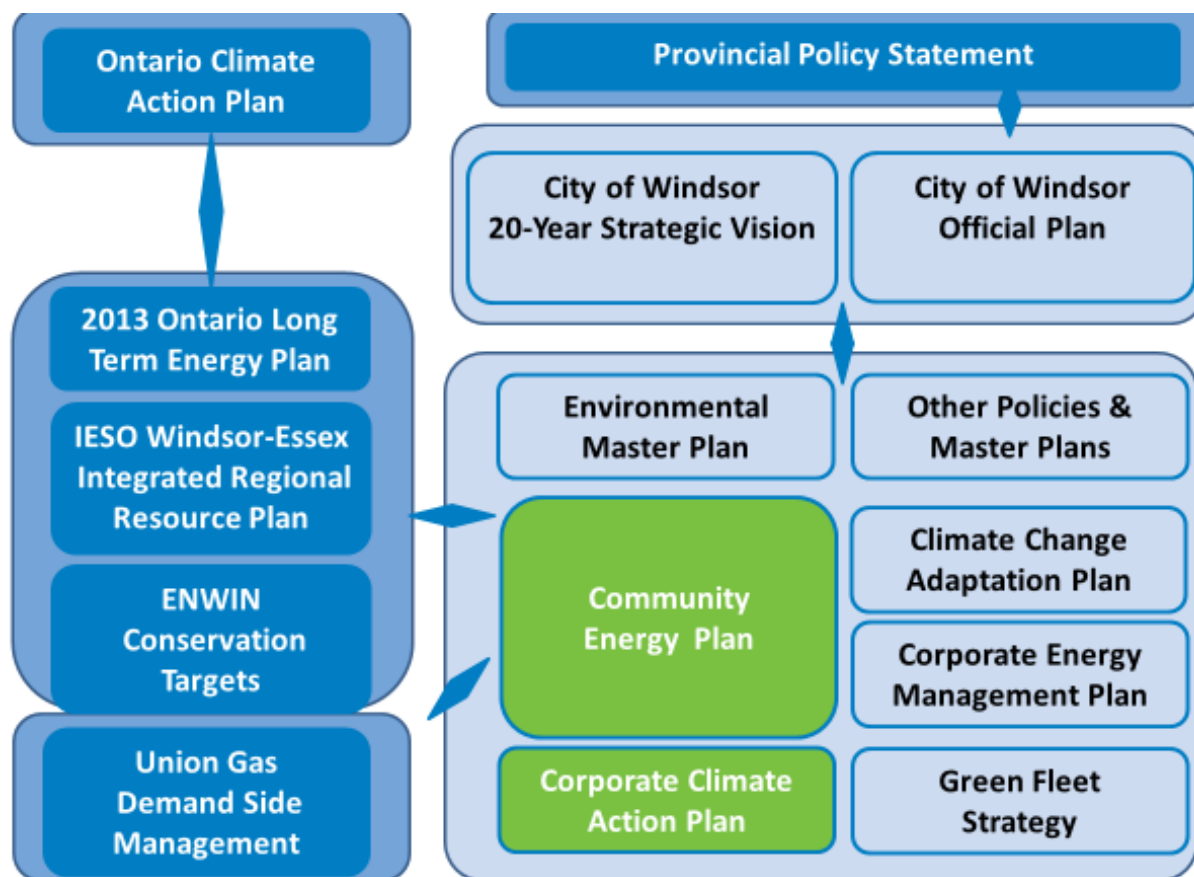 Ontario Climate
Action Plan
Provincial Policy Statement
City of Windsor
20-Year Strategic Vision
City of Windsor
Official Plan
2013 Ontario Long
Term Energy Plan
IESO Windsor-Essex
Integrated Regional
Resource Plan
ENWIN
Conservation
Targets
Union Gas
Demand Side
Management
Environmental
Master Plan
Other Policies &
Master Plans
Community
Energy Plan
Climate Change
Adaptation Plan
Corporate Energy
Management Plan
Corporate Climate
Action Plan
Green Fleet
Strategy